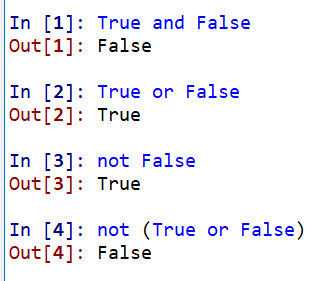 In [1]: True and False
Out[1]: False
In [2]: True or False
Out[2]: True
In [3]: not False
Out[3]: True
In [4]: not (True or False)
Out[4]: False